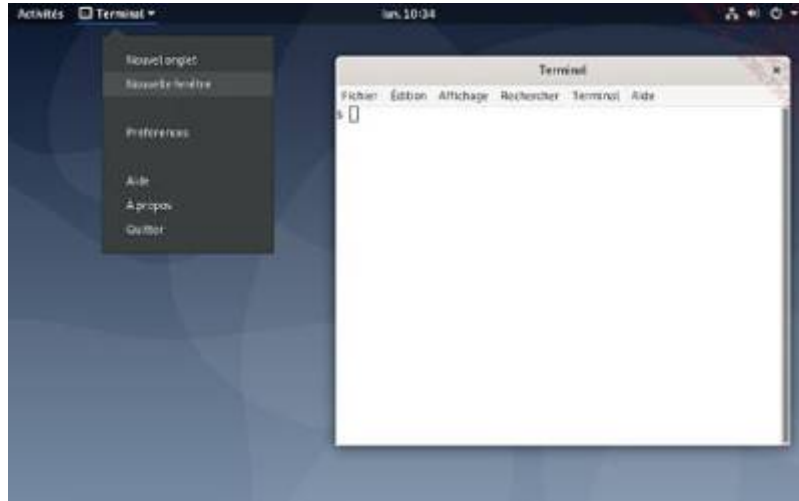 Activités Terminal lun. 10:34
Nouvel onglet
Nouvelle fenêtre
Préférences
Aide
À propos
Quitter
Terminal
Fichier Édition Affichage Rechercher Terminal Aide
$